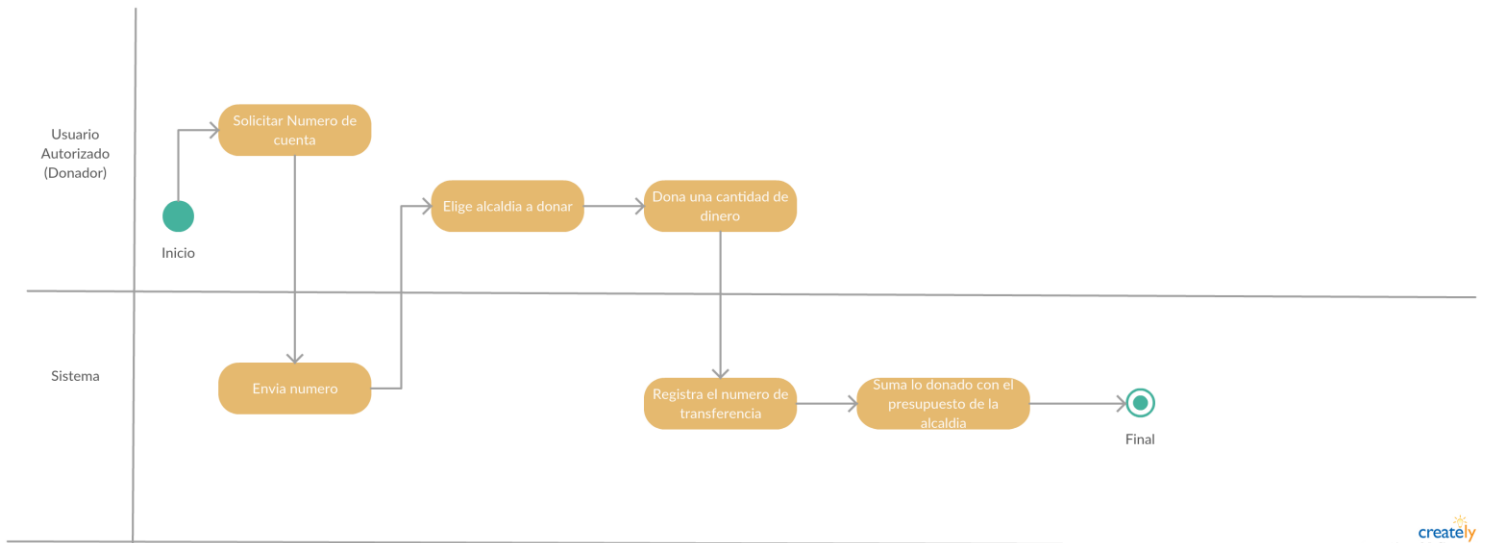 Usuario
Autorizado
(Donador)
Solicitar Numero de
cuenta
Inicio
Elige alcaldia a donar
Dona una cantidad de
dinero
Sistema
Envia numero
Registra el numero de
transferencia
Suma lo donado con el
presupuesto de la
alcaldia
Final
creately